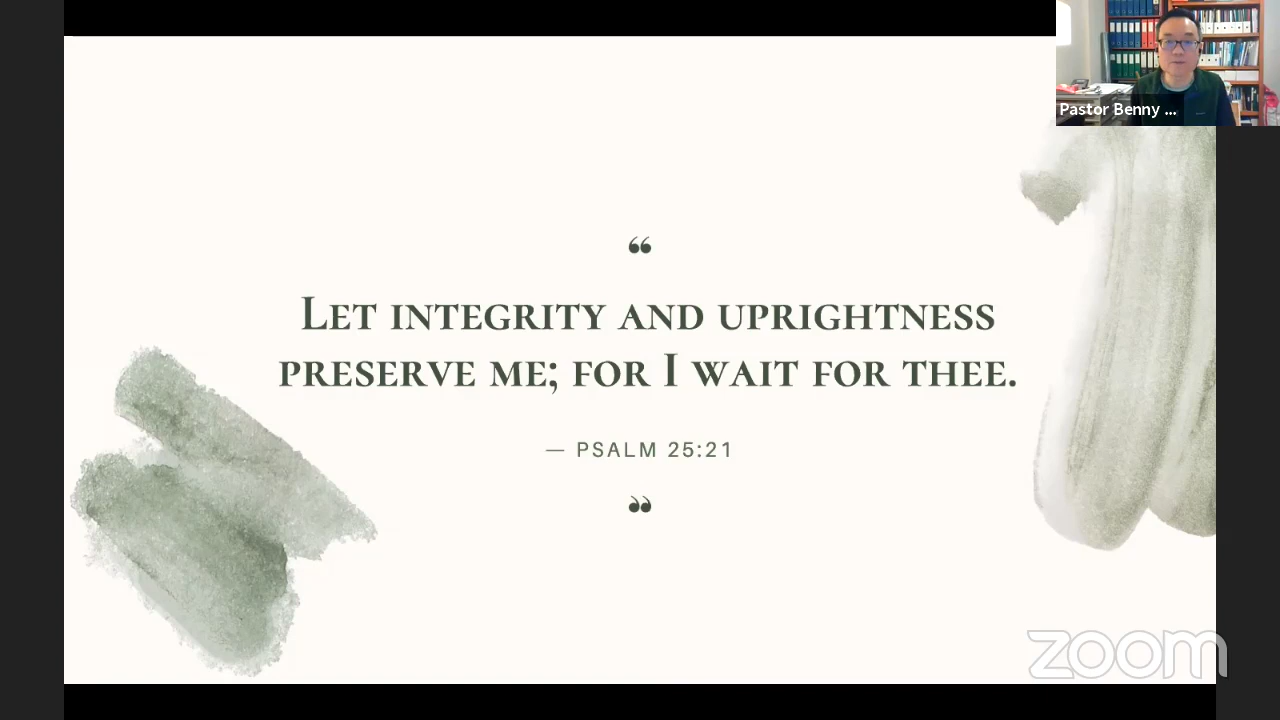 Pastor Benny ...
❝
Let integrity and uprightness
preserve me; for I wait for thee.
— PSALM 25:21
❞
zoom